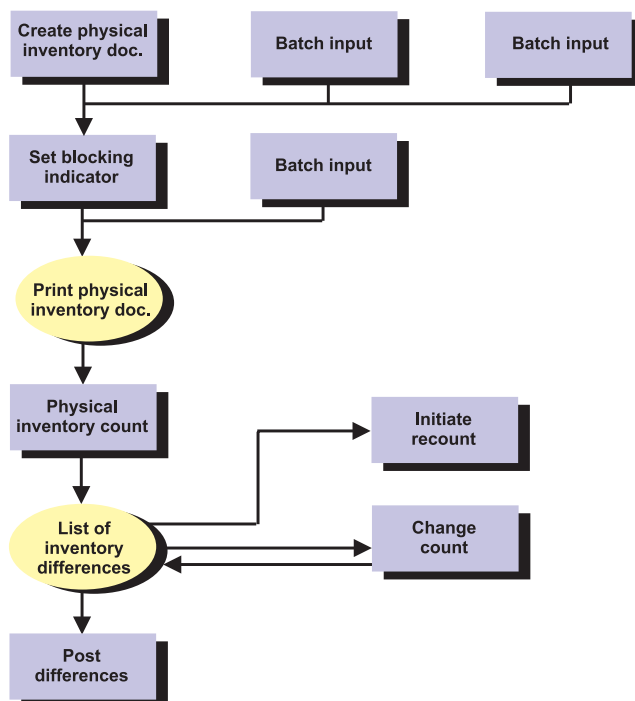 Create physical
inventory doc.
Batch input
Batch input
Set blocking
indicator
Batch input
Print physical
inventory doc.
Physical
inventory count
Initiate
recount
List of
inventory
differences
Change
count
Post
differences